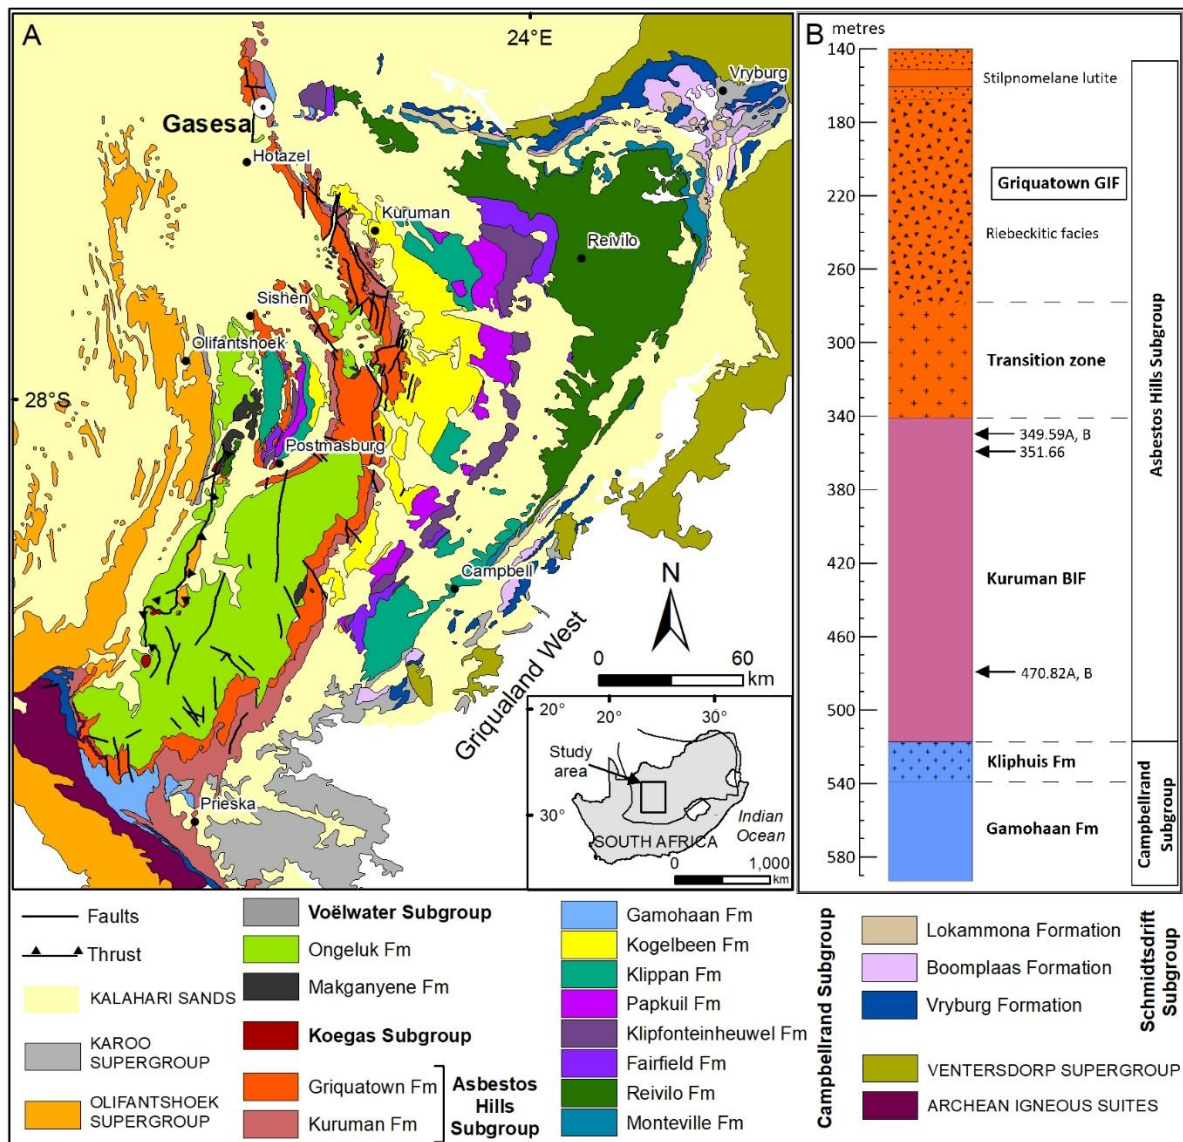 A
24°E
Vryburg
Gasesa
Hotazel
Kuruman
Reivilo
Sishen
Olifantshoek
28°S
Postmasburg
Campbell
N
0 60
km
Griqualand West
Prieska
20° 20° 30°
Study
area
30°
Indian
Ocean
SOUTH AFRICA
0 1,000
km
B metres
140
180
220
260
300
340
380
420
460
500
540
580
Stilpnomelane lutite
Griquatown GIF
Riebeckitic facies
Transition zone
349.59A, B
351.66
Kuruman BIF
470.82A, B
Kliphuis Fm
Gamohaan Fm
Asbestos Hills Subgroup
Campbellrand
Subgroup
Faults
Thrust
KALAHARI SANDS
KAROO
SUPERGROUP
OLIFANTSHOEK
SUPERGROUP
Voëlwater Subgroup
Ongeluk Fm
Makganyene Fm
Koegas Subgroup
Griquatown Fm
Kuruman Fm
Asbestos
Hills
Subgroup
Gamohaan Fm
Kogelbeen Fm
Klippan Fm
Papkuil Fm
Klipfonteinheuwel Fm
Fairfield Fm
Reivilo Fm
Monteville Fm
Campbellrand Subgroup
Lokammona Formation
Boomplaas Formation
Vryburg Formation
Schmidtsdrift
Subgroup
VENTERSDORP SUPERGROUP
ARCHEAN IGNEOUS SUITES